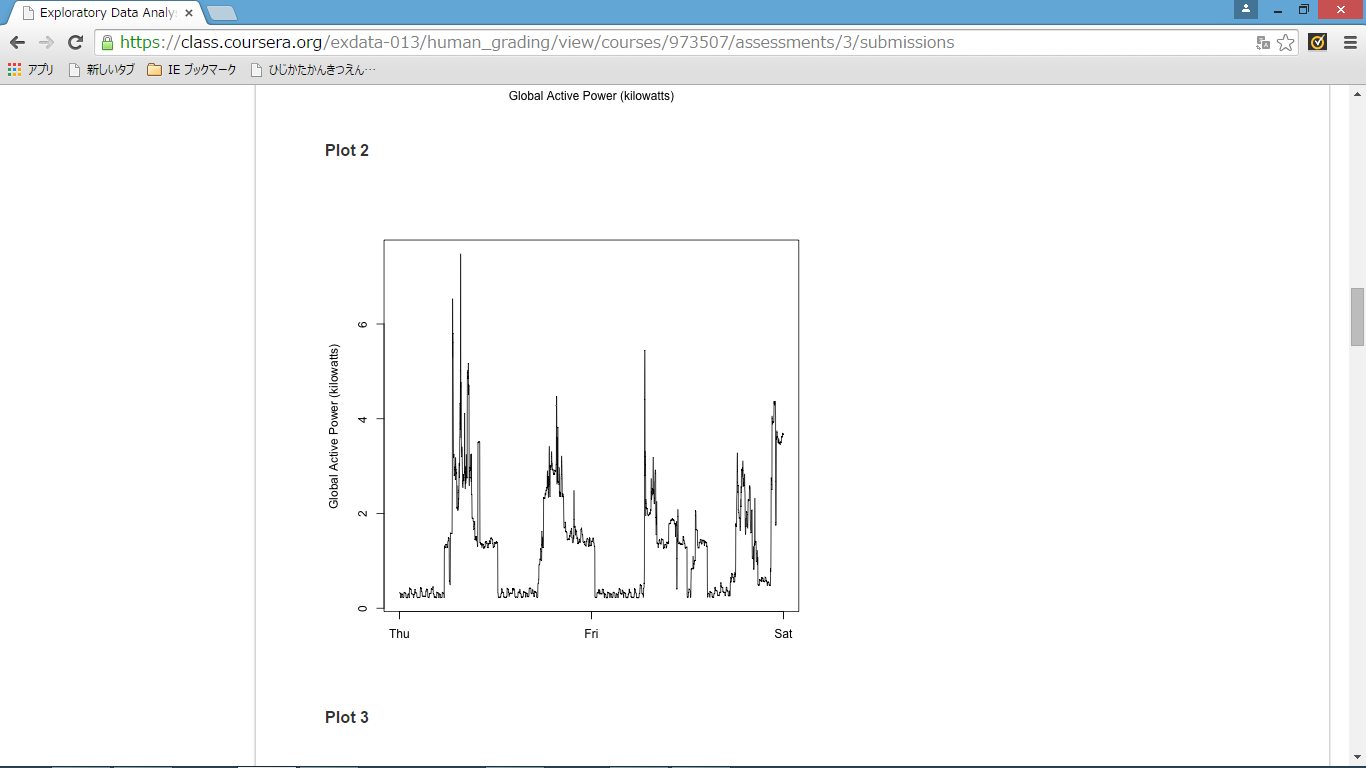 Exploratory Data Analys
https://class.coursera.org/exdata-013/human_grading/view/courses/973507/assessments/3/submissions
アプリ 新しいタブ IE ブックマーク ひじかたかんきつえん…
Global Active Power (kilowatts)
Plot 2
Global Active Power (kilowatts)
6
4
2
0
Thu Fri Sat
Plot 3